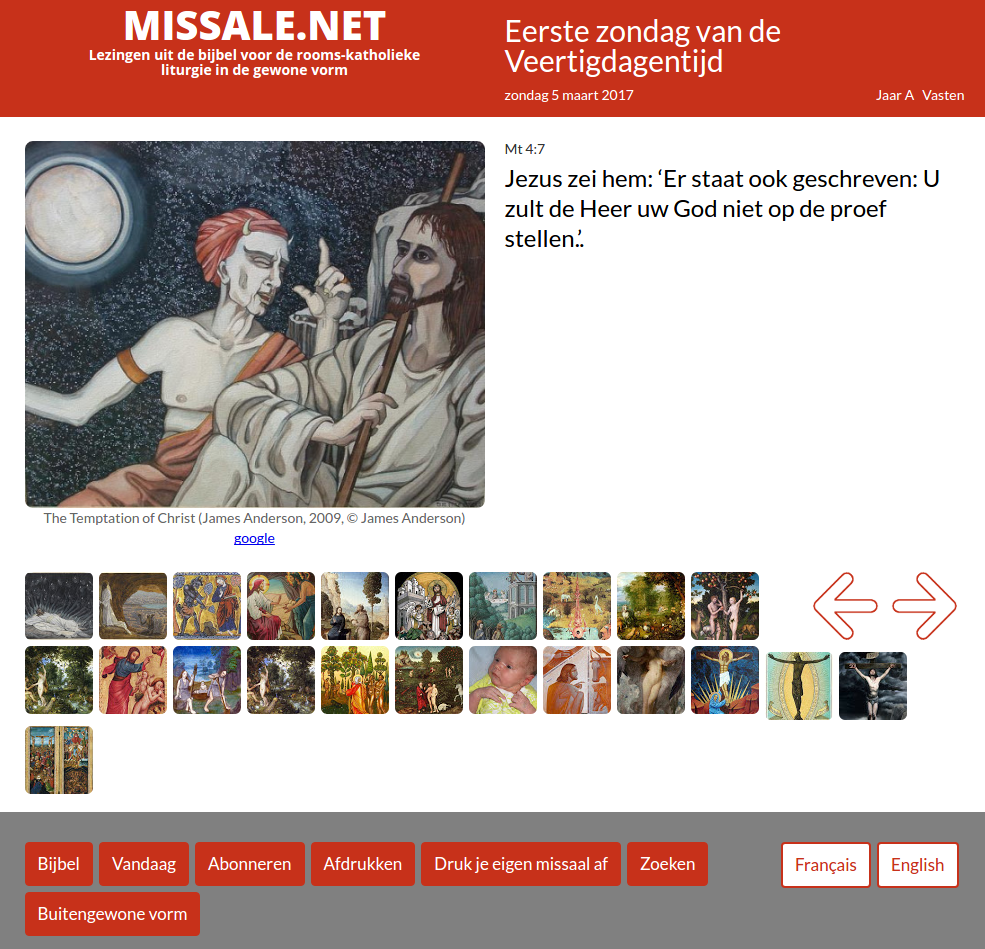 MISSALE.NET
Lezingen uit de bijbel voor de rooms-katholieke
liturgie in de gewone vorm
Eerste zondag van de
Veertigdagentijd
zondag 5 maart 2017
Jaar A Vasten
Mt 4:7
Jezus zei hem: ‘Er staat ook geschreven: U
zult de Heer uw God niet op de proef
stellen.’.
The Temptation of Christ (James Anderson, 2009, © James Anderson)
google
Bijbel
Vandaag
Abonneren
Afdrukken
Druk je eigen missaal af
Zoeken
Français
English
Buitengewone vorm